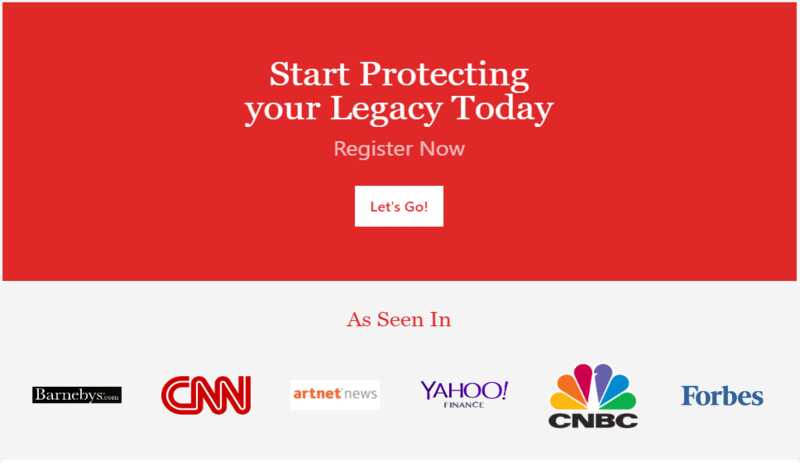 Start Protecting
your Legacy Today
Register Now
Let's Go!
As Seen In
Barnebys.com
CNN
artnet°news
YAHOO!
FINANCE
CNBC
Forbes